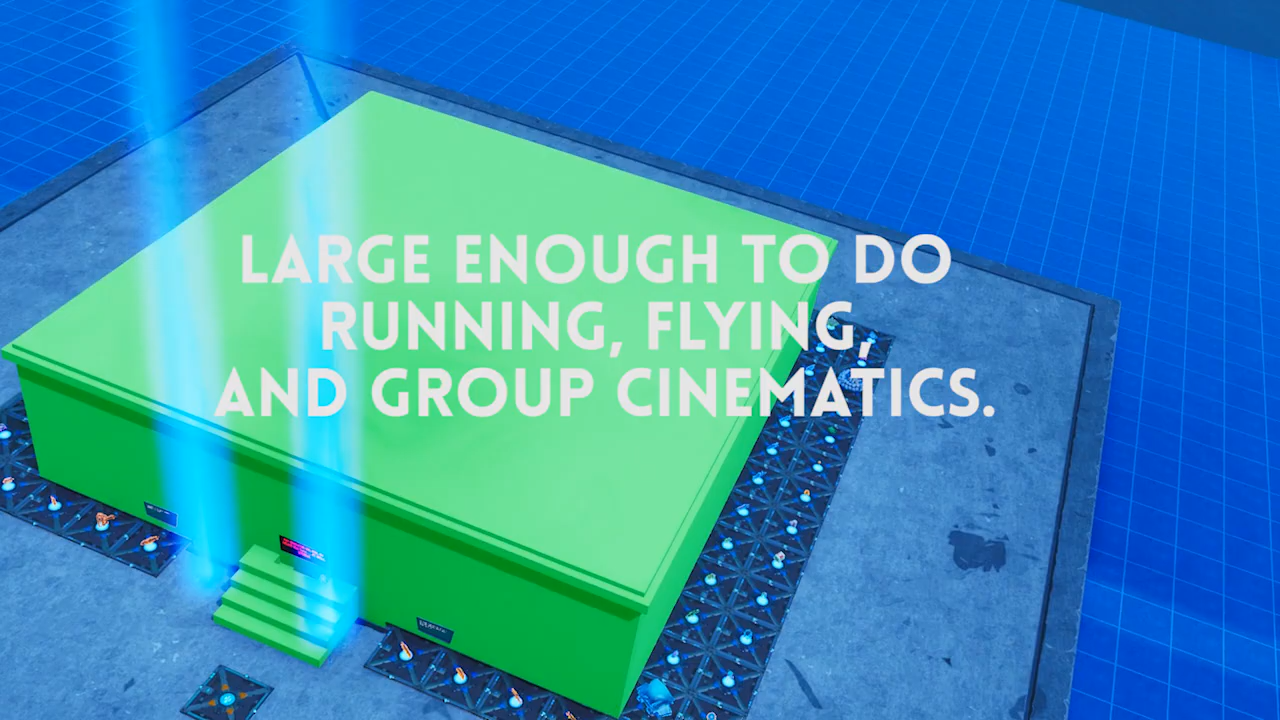 LARGE ENOUGH TO DO
RUNNING, FLYING,
AND GROUP CINEMATICS.